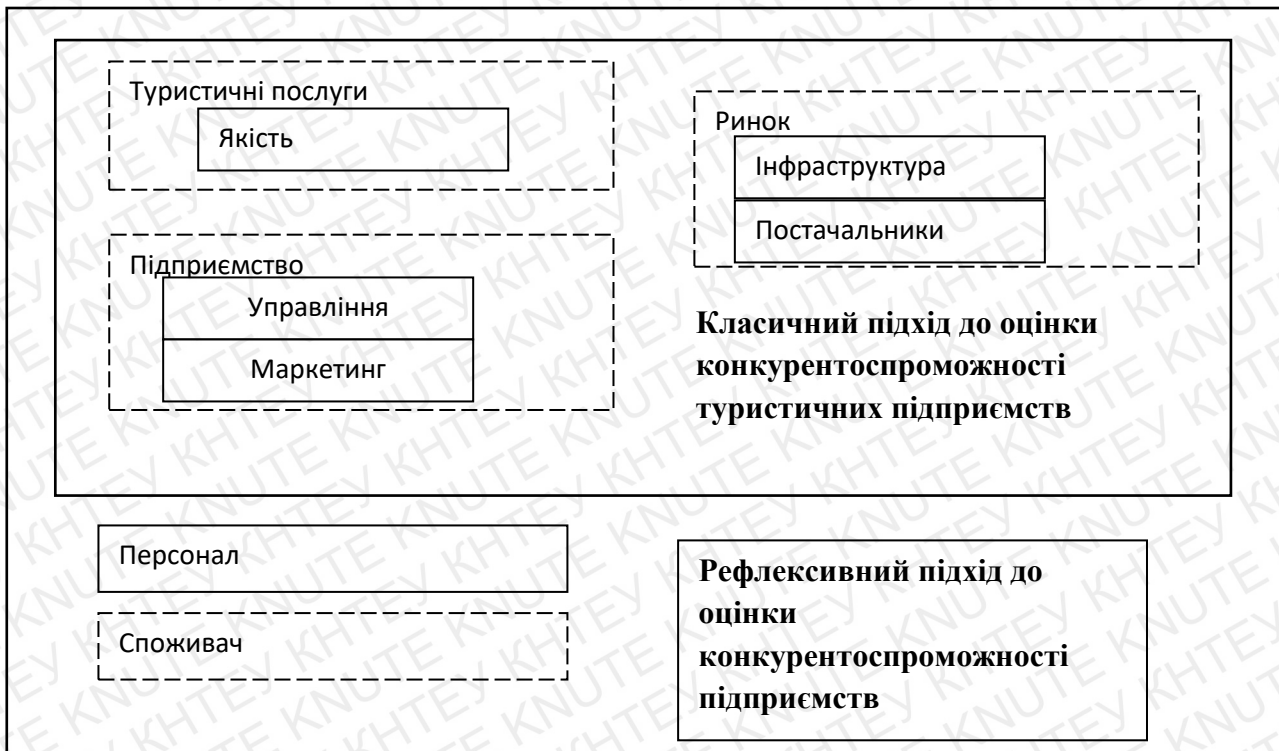 Туристичні послуги
Якість
Ринок
Інфраструктура
Постачальники
Підприємство
Управління
Маркетинг
Класичний підхід до оцінки
конкурентоспроможності
туристичних підприємств
Персонал
Споживач
Рефлексивний підхід до
оцінки
конкурентоспроможності
підприємств